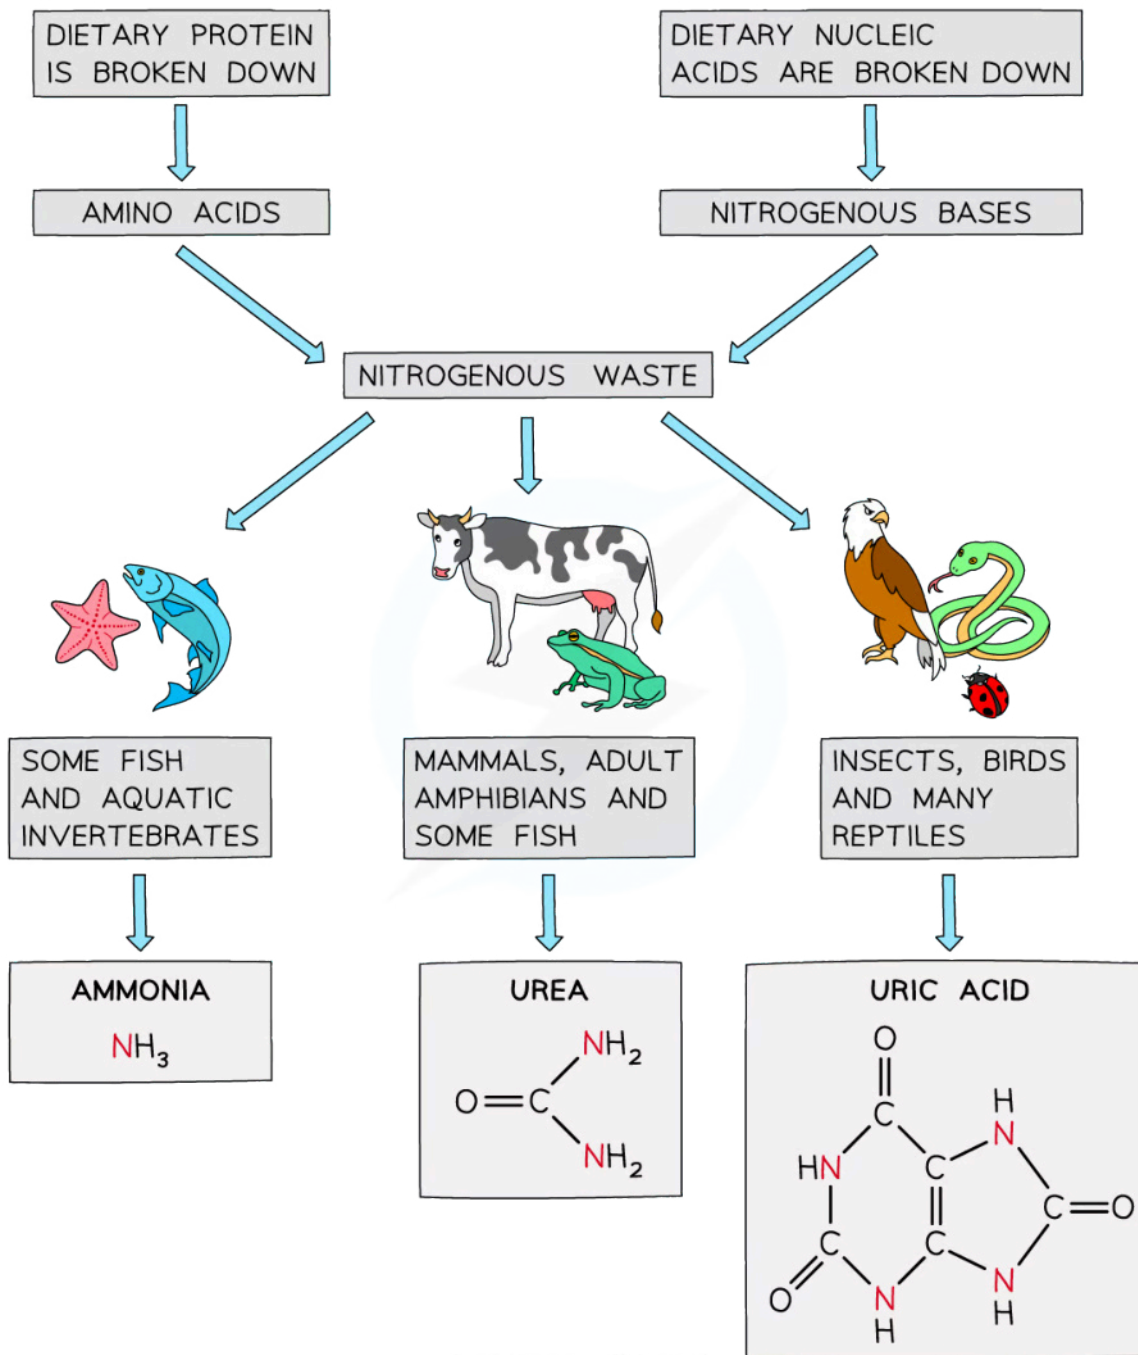 DIETARY PROTEIN
IS BROKEN DOWN
DIETARY NUCLEIC
ACIDS ARE BROKEN DOWN
AMINO ACIDS
NITROGENOUS BASES
NITROGENOUS WASTE
SOME FISH
AND AQUATIC
INVERTEBRATES
MAMMALS, ADULT
AMPHIBIANS AND
SOME FISH
INSECTS, BIRDS
AND MANY
REPTILES
AMMONIA
NH₃
UREA
NH₂
O=C
NH₂
URIC ACID
O
C
H
N
HN
C
C=O
C
C
O
N
H
N
H